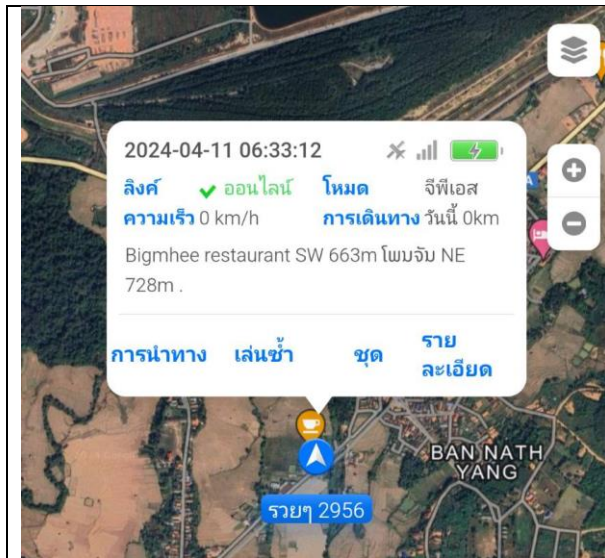 2024-04-11 06:33:12
ลิงค์ ออนไลน์ โหมด จีพีเอส
ความเร็ว 0 km/h การเดินทาง วันนี้ 0km
Bigmhee restaurant SW 663m โพนจัน NE
728m .
การนำทาง เล่นซ้ำ ชุด ราย
ละเอียด
BAN NATH
YANG
รวยๆ 2956